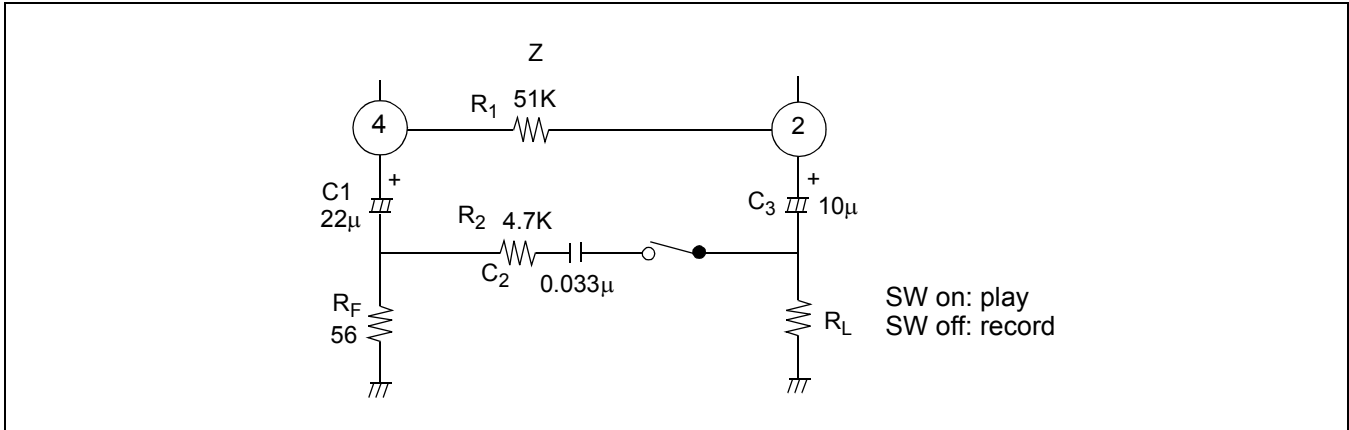 Z
R1 51K
4
2
C1
+
22μ
+
C3 10μ
R2 4.7K
C2
0.033μ
RF
56
RL
SW on: play
SW off: record